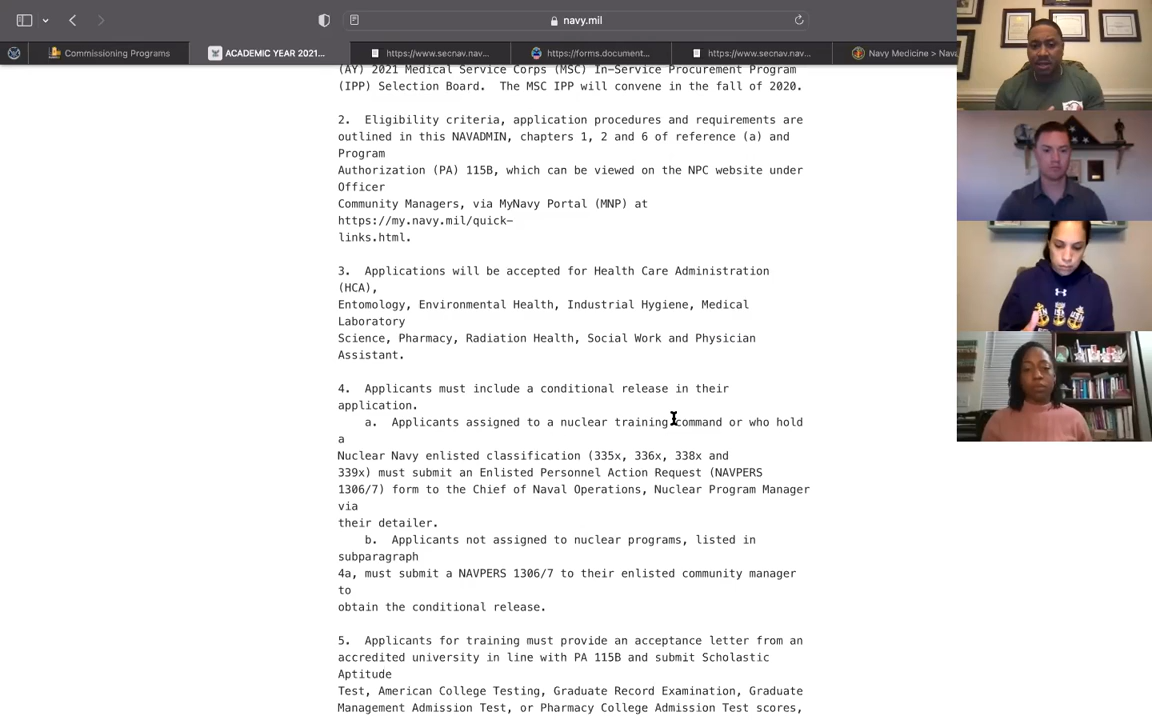 navy.mil
Commissioning Programs
ACADEMIC YEAR 2021...
https://www.secnav.nav...
https://forms.document...
https://www.secnav.nav...
Navy Medicine > Nava
(AY) 2021 Medical Service Corps (MSC) In-Service Procurement Program
(IPP) Selection Board.  The MSC IPP will convene in the fall of 2020.
2.  Eligibility criteria, application procedures and requirements are
outlined in this NAVADMIN, chapters 1, 2 and 6 of reference (a) and
Program
Authorization (PA) 115B, which can be viewed on the NPC website under
Officer
Community Managers, via MyNavy Portal (MNP) at
https://my.navy.mil/quick-
links.html.
3.  Applications will be accepted for Health Care Administration
(HCA),
Entomology, Environmental Health, Industrial Hygiene, Medical
Laboratory
Science, Pharmacy, Radiation Health, Social Work and Physician
Assistant.
4.  Applicants must include a conditional release in their
application.
a.  Applicants assigned to a nuclear training command or who hold
a
Nuclear Navy enlisted classification (335x, 336x, 338x and
339x) must submit an Enlisted Personnel Action Request (NAVPERS
1306/7) form to the Chief of Naval Operations, Nuclear Program Manager
via
their detailer.
b.  Applicants not assigned to nuclear programs, listed in
subparagraph
4a, must submit a NAVPERS 1306/7 to their enlisted community manager
to
obtain the conditional release.
5.  Applicants for training must provide an acceptance letter from an
accredited university in line with PA 115B and submit Scholastic
Aptitude
Test, American College Testing, Graduate Record Examination, Graduate
Management Admission Test, or Pharmacy College Admission Test scores,